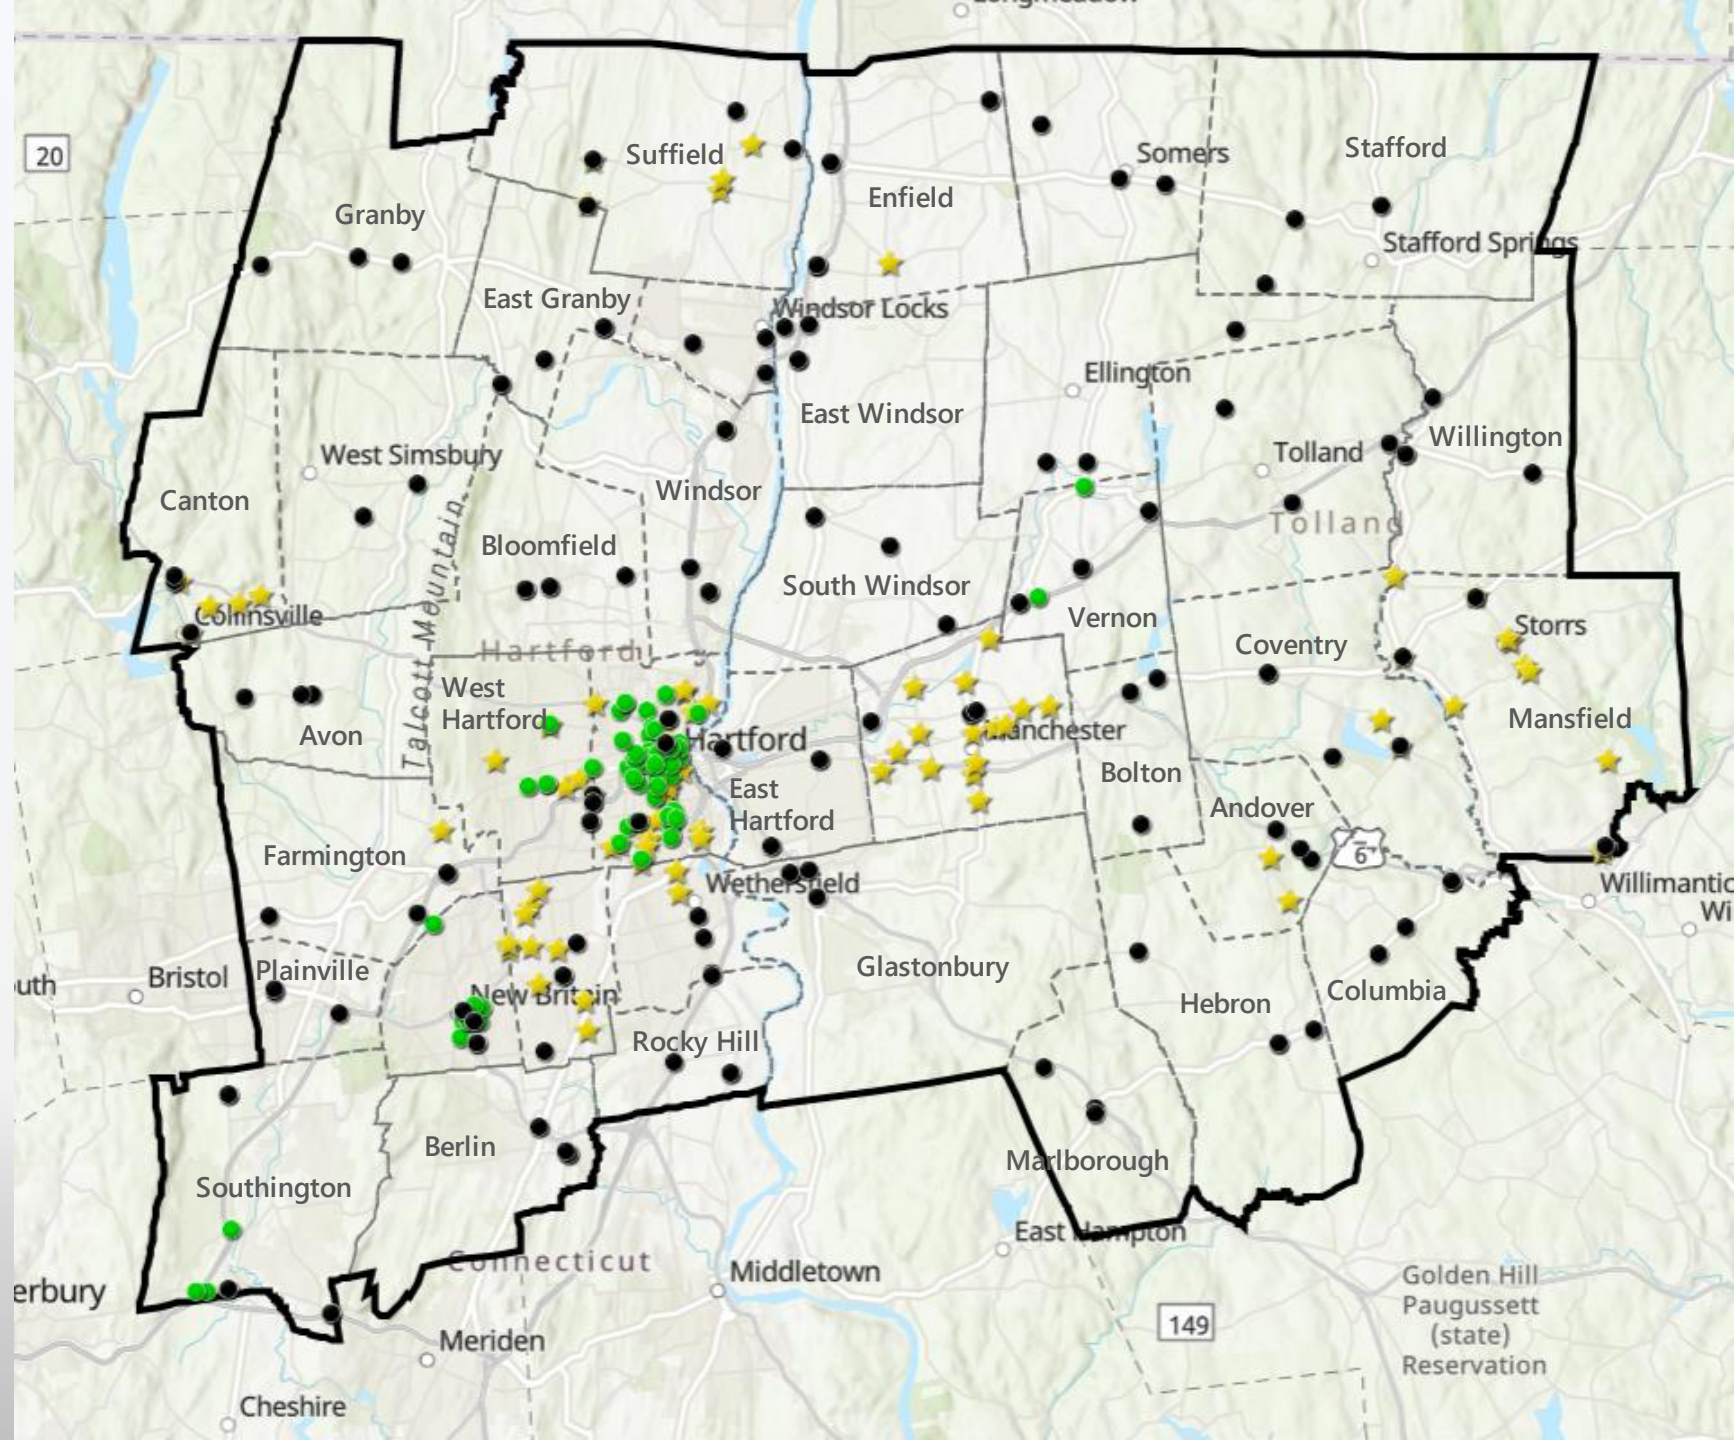 20
Suffield
Somers
Stafford
Enfield
Granby
Stafford Springs
East Granby
Windsor Locks
Ellington
East Windsor
Willington
West Simsbury
Tolland
Canton
Windsor
Tolland
Bloomfield
South Windsor
Talcott Mountain
Collinsville
Vernon
Storrs
Coventry
Hartford
West
Hartford
Mansfield
Avon
Hartford
Manchester
Bolton
East
Hartford
Andover
Farmington
6
Wethersfield
Willimantic
Wi
Bristol
Plainville
outh
Glastonbury
New Britain
Columbia
Hebron
Rocky Hill
Berlin
Marlborough
Southington
East Hampton
Connecticut
Middletown
erbury
Golden Hill
Paugussett
(state)
Reservation
149
Meriden
Cheshire